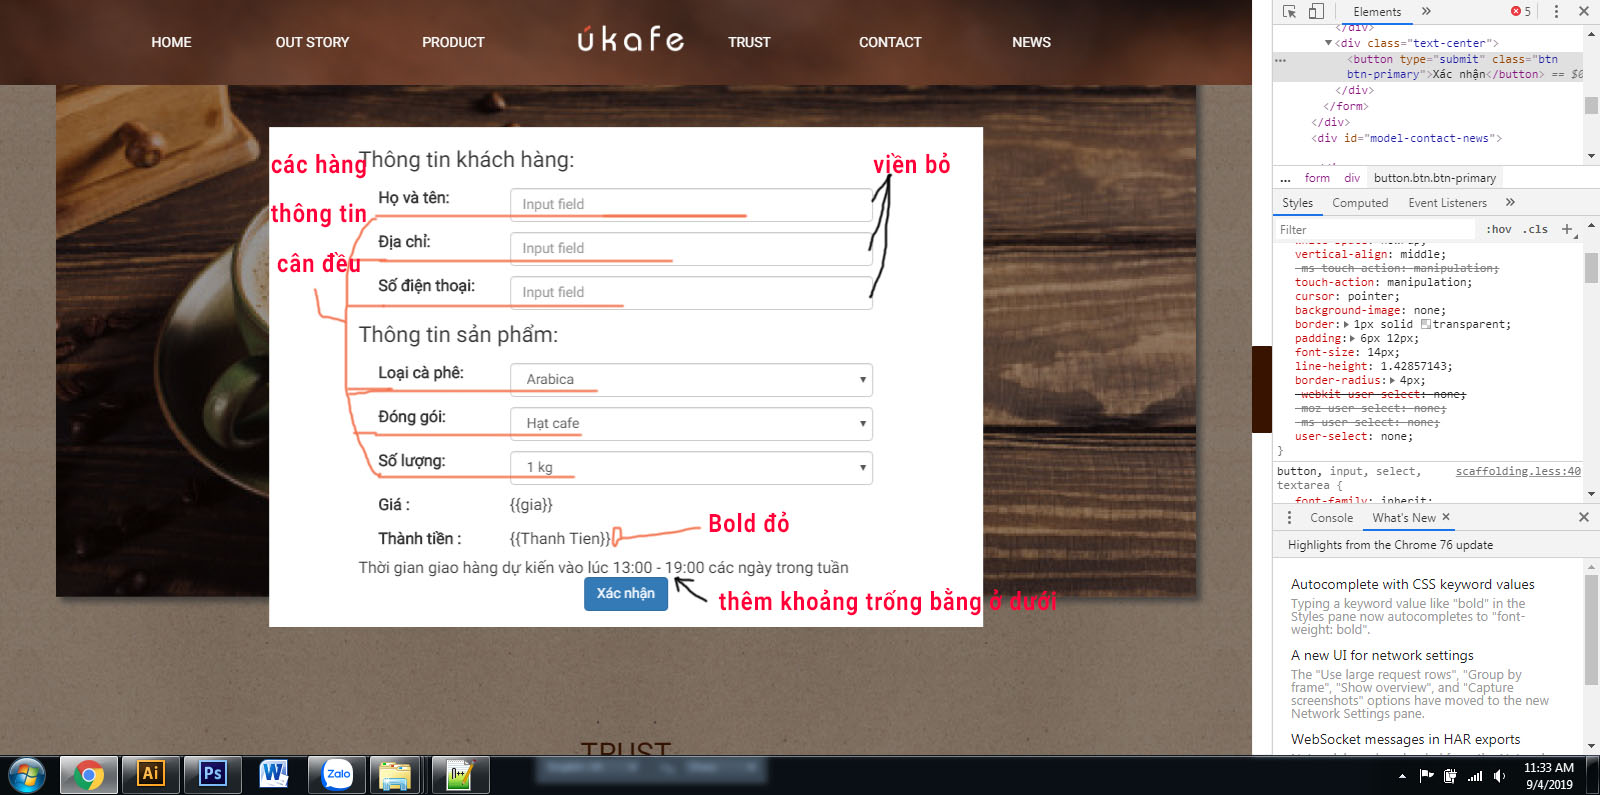 HOME OUT STORY PRODUCT úkafe TRUST CONTACT NEWS
các hàng
thông tin
cân đều
Thông tin khách hàng:
viền bỏ
Họ và tên: Input field
Địa chỉ: Input field
Số điện thoại: Input field
Thông tin sản phẩm:
Loại cà phê: Arabica
Đóng gói: Hạt cafe
Số lượng: 1 kg
Giá : {{gia}}
Thành tiền : {{Thanh Tien}}
Bold đỏ
Thời gian giao hàng dự kiến vào lúc 13:00 - 19:00 các ngày trong tuần
Xác nhận
thêm khoảng trống bằng ở dưới
TRUST
Elements » 5
</div>
<div class="text-center">
<button type="submit" class="btn
btn-primary">Xác nhận</button> == $0
</div>
</form>
</div>
<div id="model-contact-news">
... form div button.btn.btn-primary
Styles Computed Event Listeners »
Filter :hov .cls +
vertical-align: middle;
-ms-touch-action: manipulation;
touch-action: manipulation;
cursor: pointer;
background-image: none;
border: 1px solid transparent;
padding: 6px 12px;
font-size: 14px;
line-height: 1.42857143;
border-radius: 4px;
-webkit-user-select: none;
-moz-user-select: none;
-ms-user-select: none;
user-select: none;
}
button, input, select, scaffolding.less:40
textarea {
font-family: inherit;
Console What's New
Highlights from the Chrome 76 update
Autocomplete with CSS keyword values
Typing a keyword value like "bold" in the
Styles pane now autocompletes to "font-
weight: bold".
A new UI for network settings
The "Use large request rows", "Group by
frame", "Show overview", and "Capture
screenshots" options have moved to the new
Network Settings pane.
WebSocket messages in HAR exports
Ai Ps W Zalo N++
11:33 AM
9/4/2019